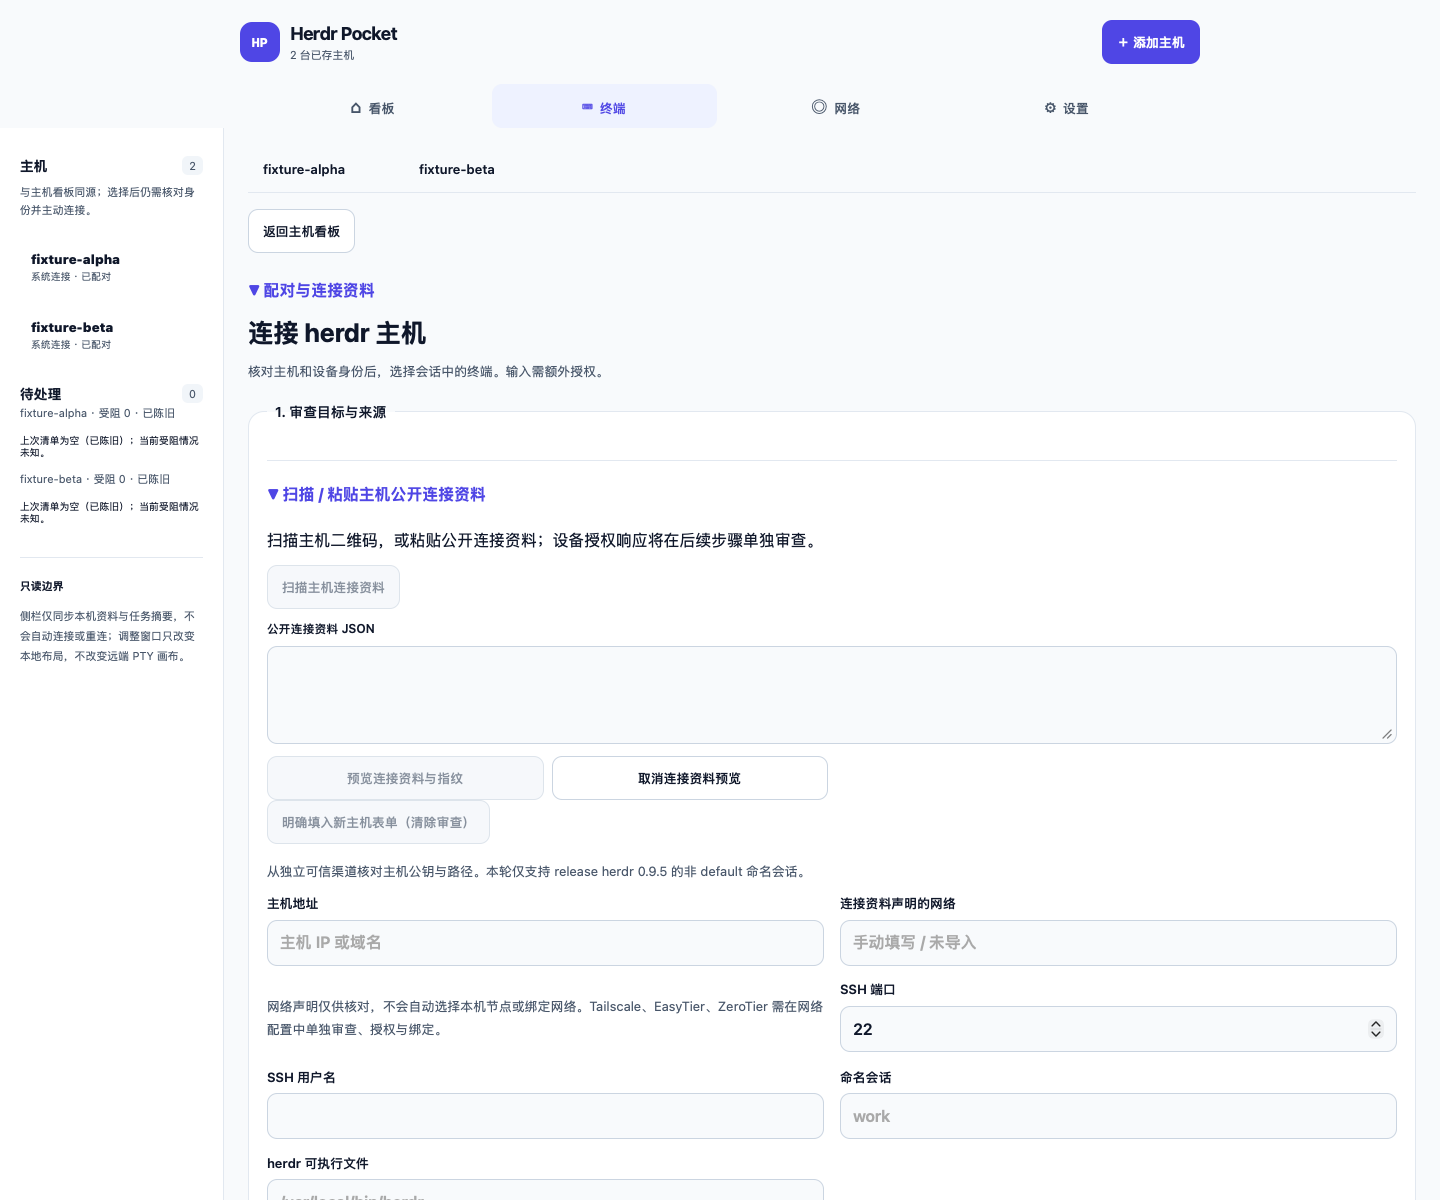 HP
Herdr Pocket
2 台已存主机
+ 添加主机
看板
终端
网络
设置
主机
2
与主机看板同源；选择后仍需核对身
份并主动连接。
fixture-alpha
系统连接 · 已配对
fixture-beta
系统连接 · 已配对
待处理
0
fixture-alpha · 受阻 0 · 已陈旧
上次清单为空（已陈旧）；当前受阻情况
未知。
fixture-beta · 受阻 0 · 已陈旧
上次清单为空（已陈旧）；当前受阻情况
未知。
只读边界
侧栏仅同步本机资料与任务摘要，不
会自动连接或重连；调整窗口只改变
本地布局，不改变远端 PTY 画布。
fixture-alpha
fixture-beta
返回主机看板
配对与连接资料
连接 herdr 主机
核对主机和设备身份后，选择会话中的终端。输入需额外授权。
1. 审查目标与来源
扫描 / 粘贴主机公开连接资料
扫描主机二维码，或粘贴公开连接资料；设备授权响应将在后续步骤单独审查。
扫描主机连接资料
公开连接资料 JSON
预览连接资料与指纹
取消连接资料预览
明确填入新主机表单（清除审查）
从独立可信渠道核对主机公钥与路径。本轮仅支持 release herdr 0.9.5 的非 default 命名会话。
主机地址
连接资料声明的网络
主机 IP 或域名
手动填写 / 未导入
网络声明仅供核对，不会自动选择本机节点或绑定网络。Tailscale、EasyTier、ZeroTier 需在网络
配置中单独审查、授权与绑定。
SSH 端口
22
SSH 用户名
命名会话
work
herdr 可执行文件
/usr/local/bin/herdr